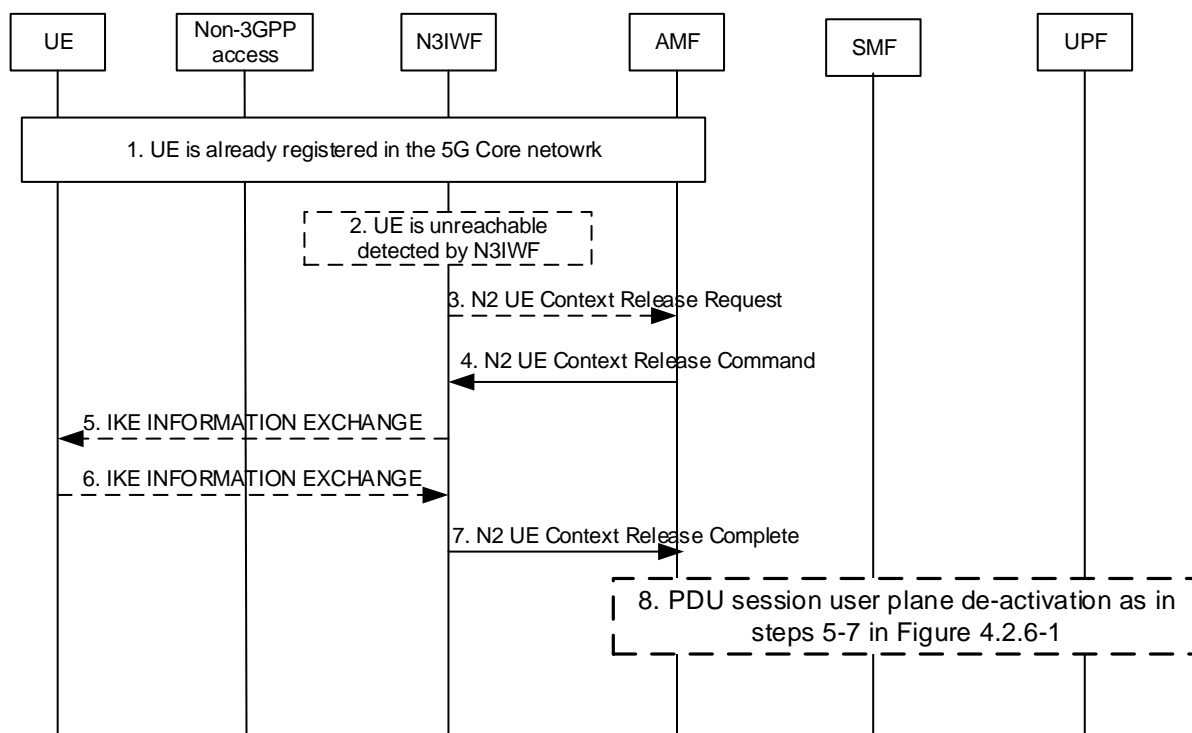 UE
Non-3GPP
access
N3IWF
AMF
SMF
UPF
1. UE is already registered in the 5G Core netowrk
2. UE is unreachable
detected by N3IWF
3. N2 UE Context Release Request
4. N2 UE Context Release Command
5. IKE INFORMATION EXCHANGE
6. IKE INFORMATION EXCHANGE
7. N2 UE Context Release Complete
8. PDU session user plane de-activation as in
steps 5-7 in Figure 4.2.6-1